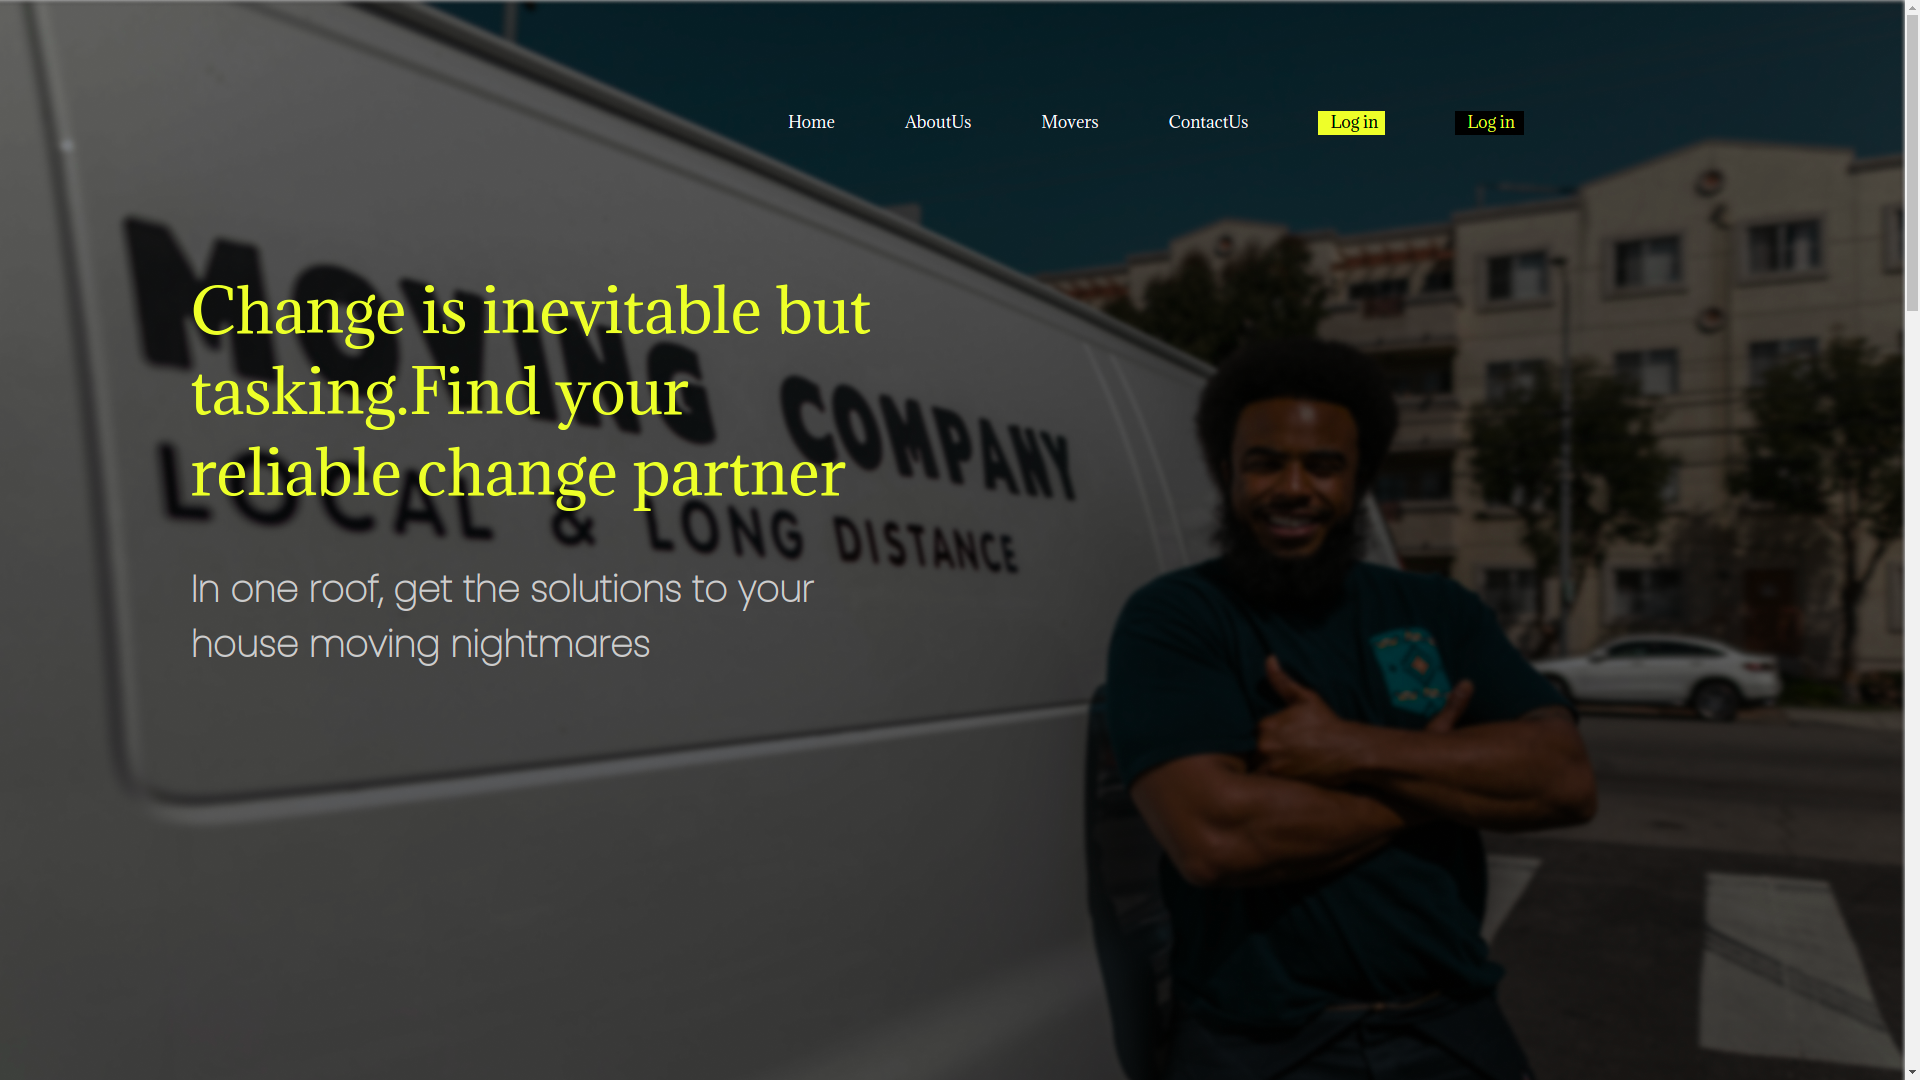 Home
AboutUs
Movers
ContactUs
Log in
Log in
Change is inevitable but
tasking.Find your
reliable change partner
MOVING COMPANY
LOCAL & LONG DISTANCE
In one roof, get the solutions to your
house moving nightmares